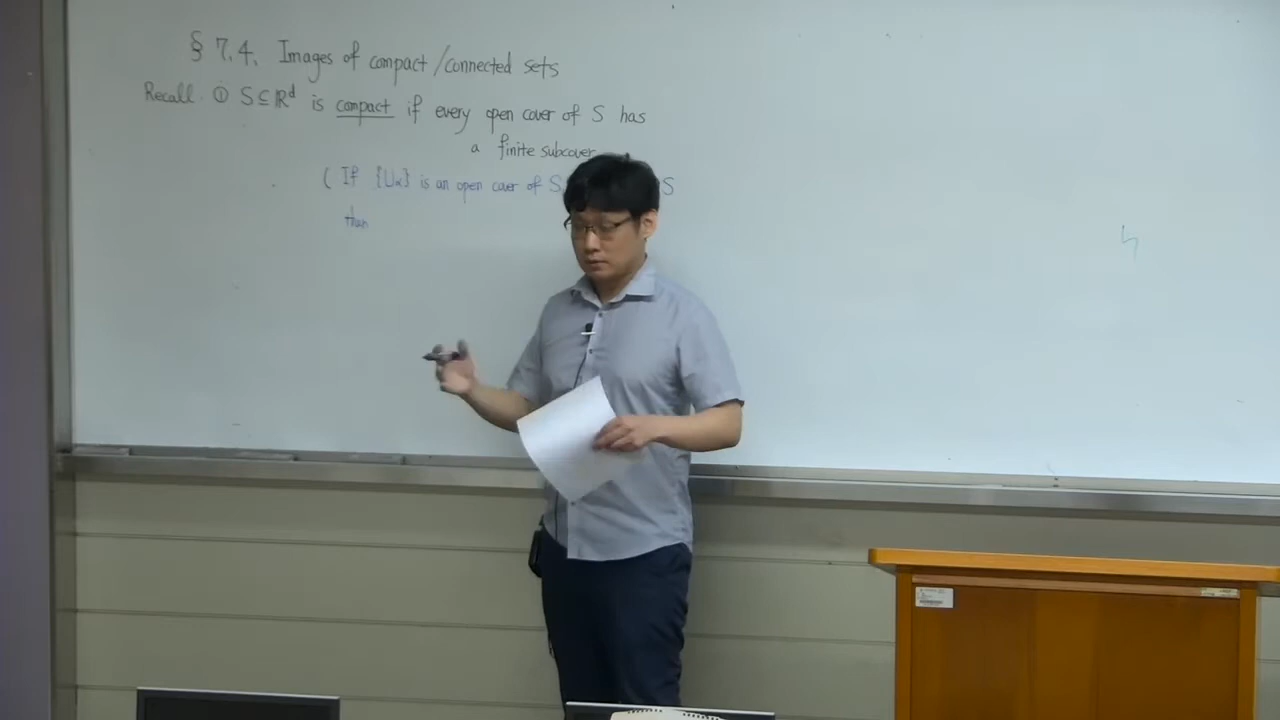 § 7.4. Images of compact/connected sets
Recall. ① S⊆ℝᵈ is compact if every open cover of S has
a finite subcover
( If {Uα} is an open cover of S, S
then